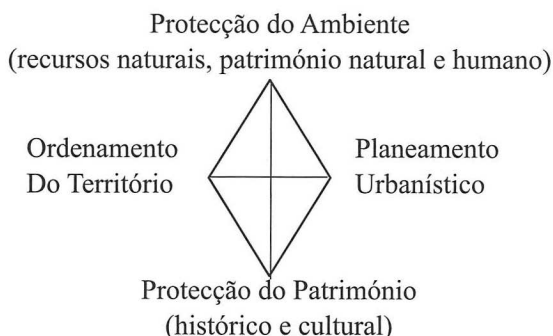 Protecção do Ambiente
(recursos naturais, património natural e humano)
Ordenamento
Do Território
Planeamento
Urbanístico
Protecção do Património
(histórico e cultural)